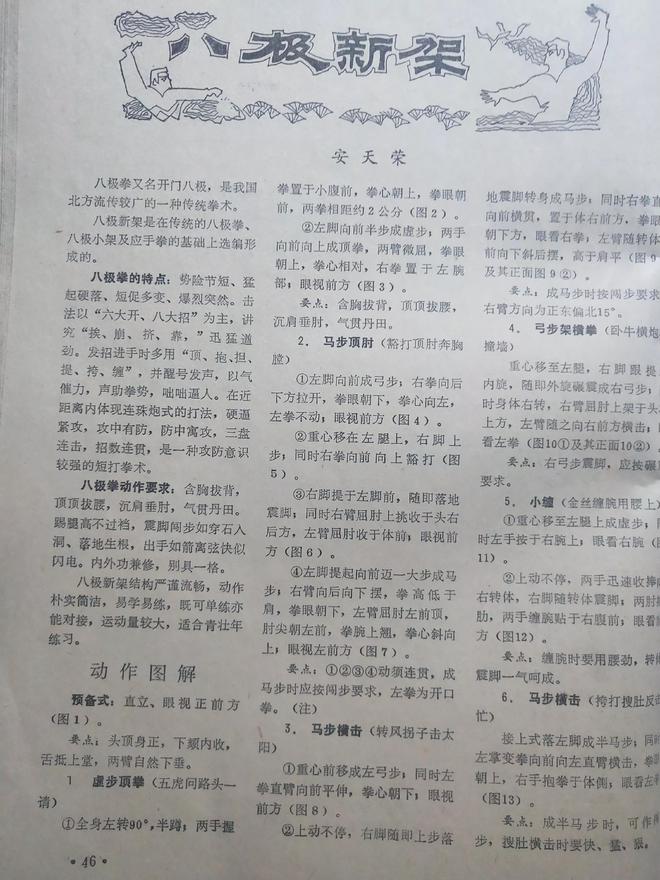 八极新架
安天荣
八极拳又名开门八极，是我国
北方流传较广的一种传统拳术。
八极新架是在传统的八极拳、
八极小架及应手拳的基础上选编形
成的。
八极拳的特点：势险节短、猛
起硬落、短促多变、爆烈突然。击
法以“六大开、八大招”为主，讲
究“挨、崩、挤、靠，”迅猛道
劲。发招进手时多用“顶、抱、担、
提、挎、缠”，并醒号发声，以气
催力，声助拳势，咄咄逼人。在近
距离内体现连珠炮式的打法，硬逼
紧攻，攻中有防，防中寓攻，三盘
连击，招数连贯，是一种攻防意识
较强的短打拳术。
八极拳动作要求：含胸拔背，
顶顶拔腰，沉肩垂肘，气贯丹田。
踢腿高不过裆，震脚闯步如穿石入
洞、落地生根，出手如箭离弦快似
闪电。内外功兼修，别具一格。
八极新架结构严谨流畅，动作
朴实简洁，易学易练，既可单练亦
能对接，运动量较大，适合青壮年
练习。
动作图解
预备式：直立、眼视正前方
（图1）。
要点：头顶身正，下颏内收，
舌抵上堂，两臂自然下垂。
1 虚步顶拳（五虎问路头一
请）
①全身左转90°，半蹲；两手握
·46·
拳置于小腹前，拳心朝上，拳眼朝
前，两拳相距约2公分（图2）。
②左脚向前半步成虚步；两手
向前向上成顶拳，两臂微屈，拳眼
朝上，拳心相对，右拳置于左腕
部；眼视前方（图3）。
要点：含胸拔背，顶顶拔腰，
沉肩垂肘，气贯丹田。
2．马步顶肘（豁打顶肘奔胸
膛）
①左脚向前成弓步；右拳向后
下方拉开，拳眼朝下，拳心向左，
左拳不动；眼视前方（图4）。
②重心移在左腿上，右脚上
步；同时右拳向前向上豁打（图
5）。
③右脚提于左脚前，随即落地
震脚；同时右臂屈肘上挑收于头右
后方，左臂屈肘收于体前；眼视前
方（图6）。
④左脚提起向前迈一大步成马
步；右臂向后向下摆，拳高低于
肩，拳眼朝下，左臂屈肘左前顶，
肘尖朝左前，拳腕上翘，拳心斜向
上；眼视左前方（图7）。
要点：①②③④动须连贯，成
马步时应按闯步要求，左拳为开口
拳。（注）
3．马步横击（转风拐子击太
阳）
①重心前移成左弓步；同时左
拳直臂向前平伸，拳心朝下；眼视
前方（图8）。
②上动不停，右脚随即上步落
地震脚转身成马步；同时右拳直
向前横贯，置于体右前方，拳眼
朝下方，眼看右拳；左臂随转体
前向下斜后摆，高于肩平（图9
及其正面图9②）。
要点：成马步时按闯步要求
右臂方向为正东偏北15°。
4．弓步架横拳（卧牛横炮
撞墙）
重心移至左腿，右脚跟提
内旋，随即外旋碾震成右弓步；
时身体右转，右臂屈肘上架于头
上方，左臂随之向右前方横击；
看左拳（图10①及其正面10②）。
要点：右弓步震脚，应按碾
要求。
5．小缠（金丝缠腕用腰上）
①重心移至左腿上成虚步；同
时左手按于右腕上；眼看右腕（图
11）。
②上动不停，两手迅速收捧
右转体，右脚随转体震脚；两肘
肋，两手缠腕贴于右腹前；眼看
方（图12）。
要点：缠腕时要用腰劲，转
震脚一气呵成。
6．马步横击（挎打搜肚反击
忙）
接上式落左脚成半马步；同
左掌变拳向前向左直臂横击，拳
朝上，右手抱拳于体侧；眼看左
（图13）。
要点：成半马步时，可作
步，搜肚横击时要快、猛、狠。